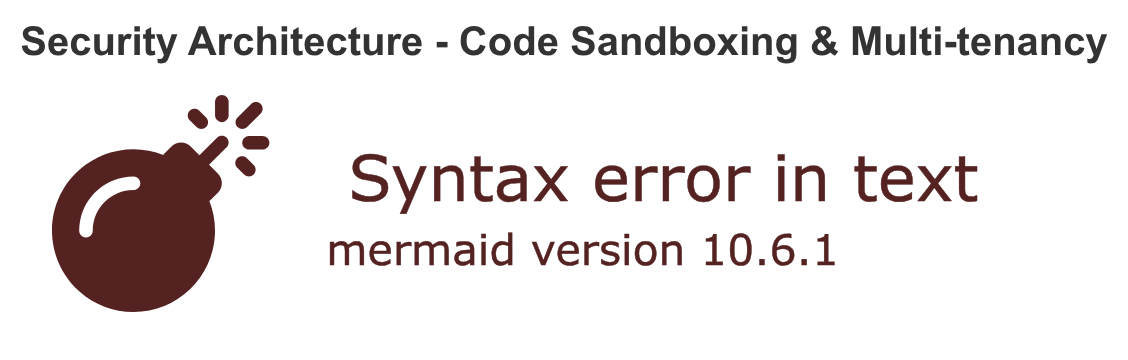 Security Architecture - Code Sandboxing & Multi-tenancy
Syntax error in text
mermaid version 10.6.1